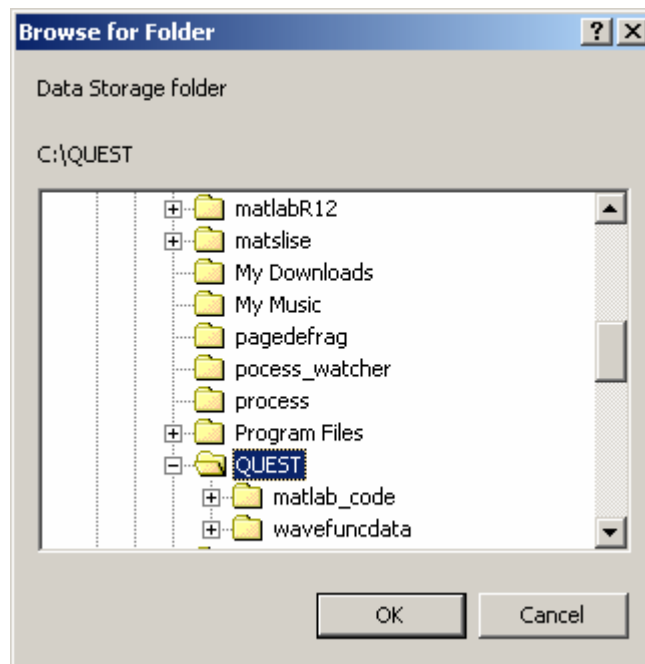 Browse for Folder
Data Storage folder
C:\QUEST
matlabR12
matslise
My Downloads
My Music
pagedefrag
pocess_watcher
process
Program Files
QUEST
matlab_code
wavefuncdata
OK Cancel